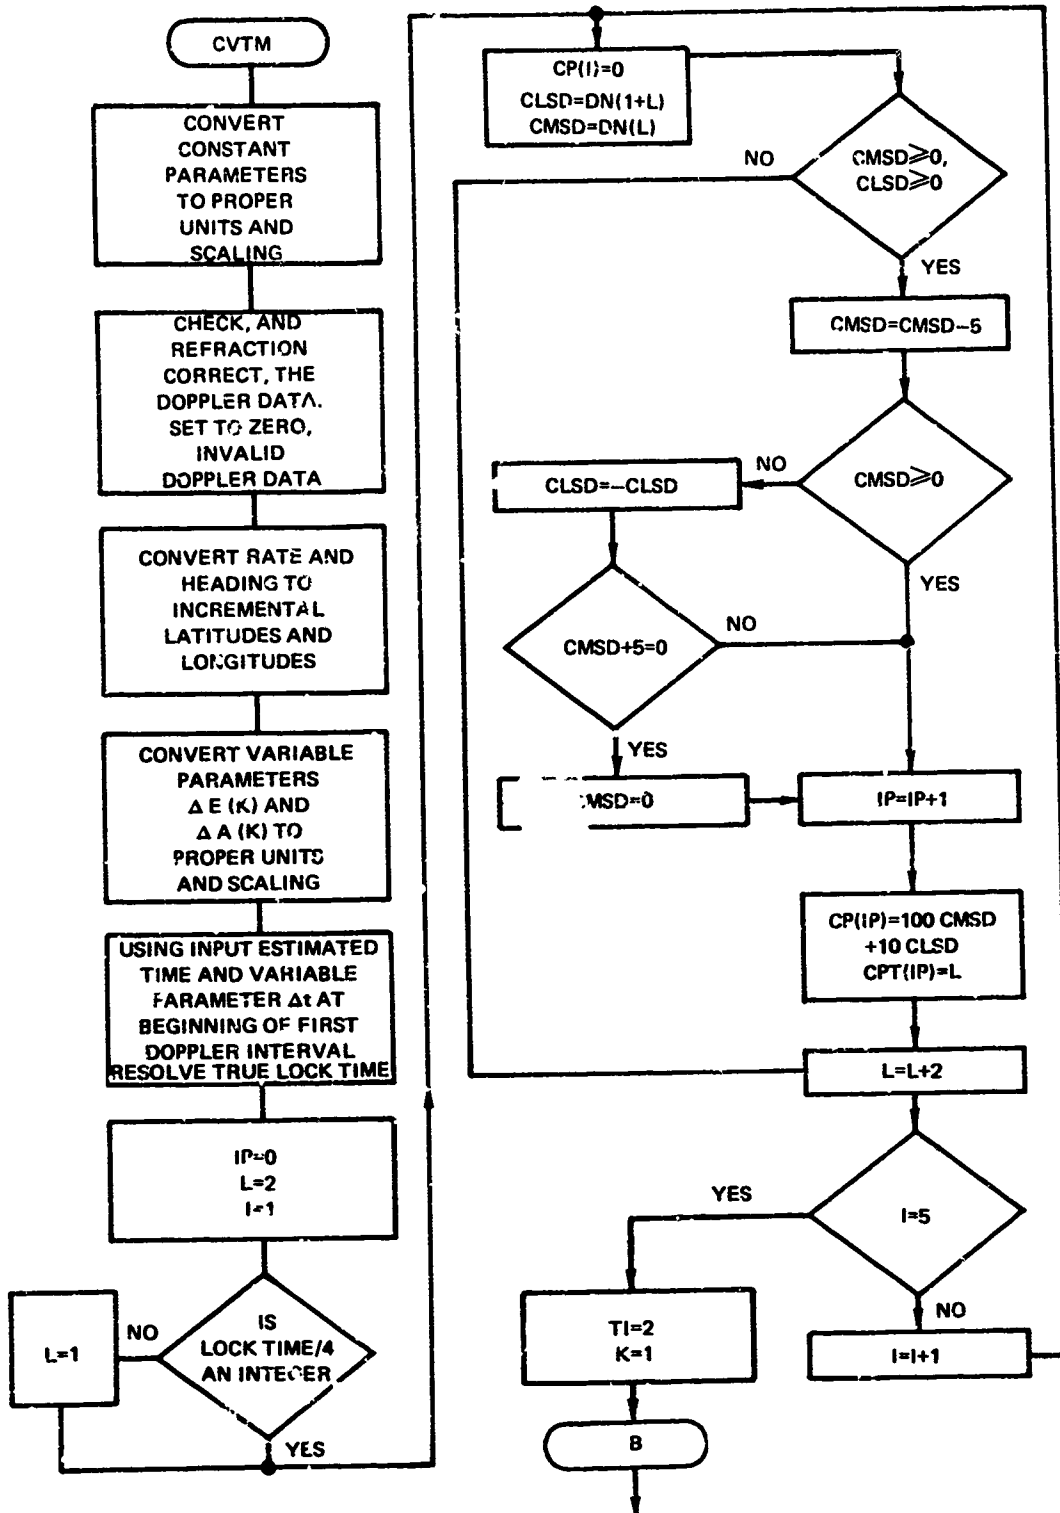 CVTM
CONVERT
CONSTANT
PARAMETERS
TO PROPER
UNITS AND
SCALING
CHECK, AND
REFRACTION
CORRECT, THE
DOPPLER DATA.
SET TO ZERO,
INVALID
DOPPLER DATA
CONVERT RATE AND
HEADING TO
INCREMENTAL
LATITUDES AND
LONGITUDES
CONVERT VARIABLE
PARAMETERS
Δ E (K) AND
Δ A (K) TO
PROPER UNITS
AND SCALING
USING INPUT ESTIMATED
TIME AND VARIABLE
PARAMETER Δt AT
BEGINNING OF FIRST
DOPPLER INTERVAL
RESOLVE TRUE LOCK TIME
IP=0
L=2
I=1
IS
LOCK TIME/4
AN INTEGER
NO
L=1
YES
CP(I)=0
CLSD=DN(1+L)
CMSD=DN(L)
CMSD≥0,
CLSD≥0
NO
YES
CMSD=CMSD−5
CMSD≥0
NO
YES
CLSD=−CLSD
CMSD+5=0
NO
YES
CMSD=0
IP=IP+1
CP(IP)=100 CMSD
+10 CLSD
CPT(IP)=L
L=L+2
I=5
YES
NO
TI=2
K=1
I=I+1
B